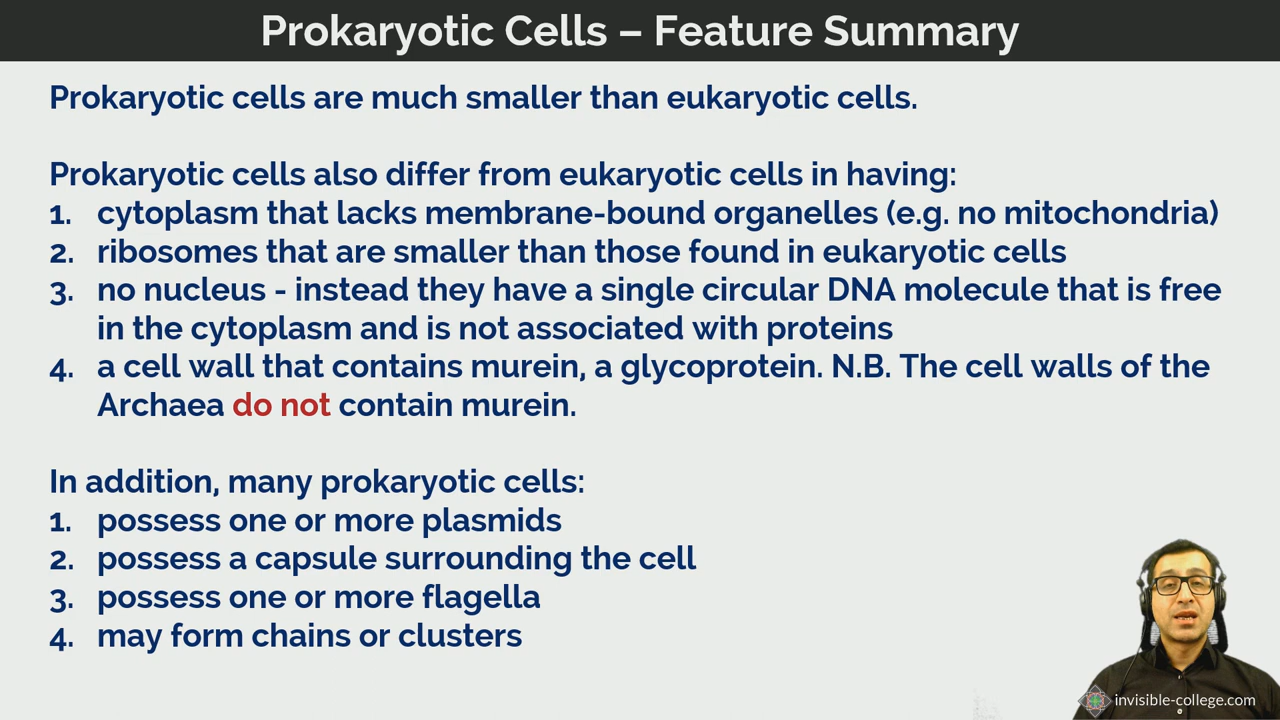 Prokaryotic Cells – Feature Summary
Prokaryotic cells are much smaller than eukaryotic cells.
Prokaryotic cells also differ from eukaryotic cells in having:
1. cytoplasm that lacks membrane-bound organelles (e.g. no mitochondria)
2. ribosomes that are smaller than those found in eukaryotic cells
3. no nucleus - instead they have a single circular DNA molecule that is free
in the cytoplasm and is not associated with proteins
4. a cell wall that contains murein, a glycoprotein. N.B. The cell walls of the
Archaea do not contain murein.
In addition, many prokaryotic cells:
1. possess one or more plasmids
2. possess a capsule surrounding the cell
3. possess one or more flagella
4. may form chains or clusters
invisible-college.com